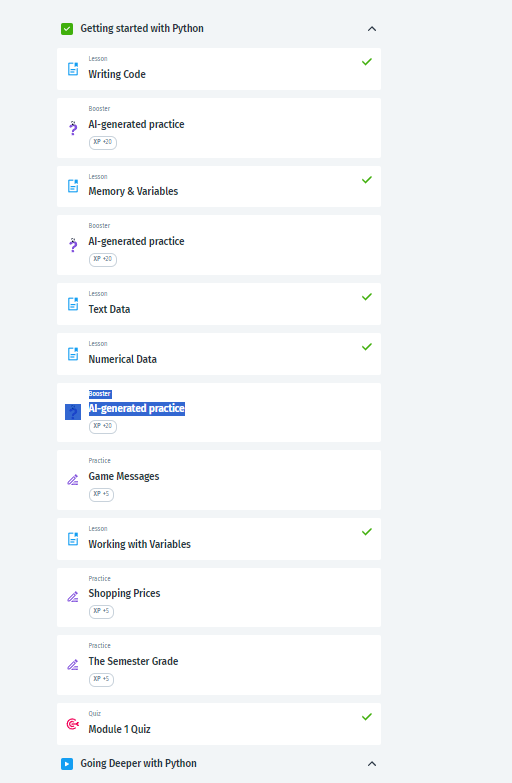 Getting started with Python
Lesson
Writing Code
Booster
AI-generated practice
XP +20
Lesson
Memory & Variables
Booster
AI-generated practice
XP +20
Lesson
Text Data
Lesson
Numerical Data
Booster
AI-generated practice
XP +20
Practice
Game Messages
XP +5
Lesson
Working with Variables
Practice
Shopping Prices
XP +5
Practice
The Semester Grade
XP +5
Quiz
Module 1 Quiz
Going Deeper with Python